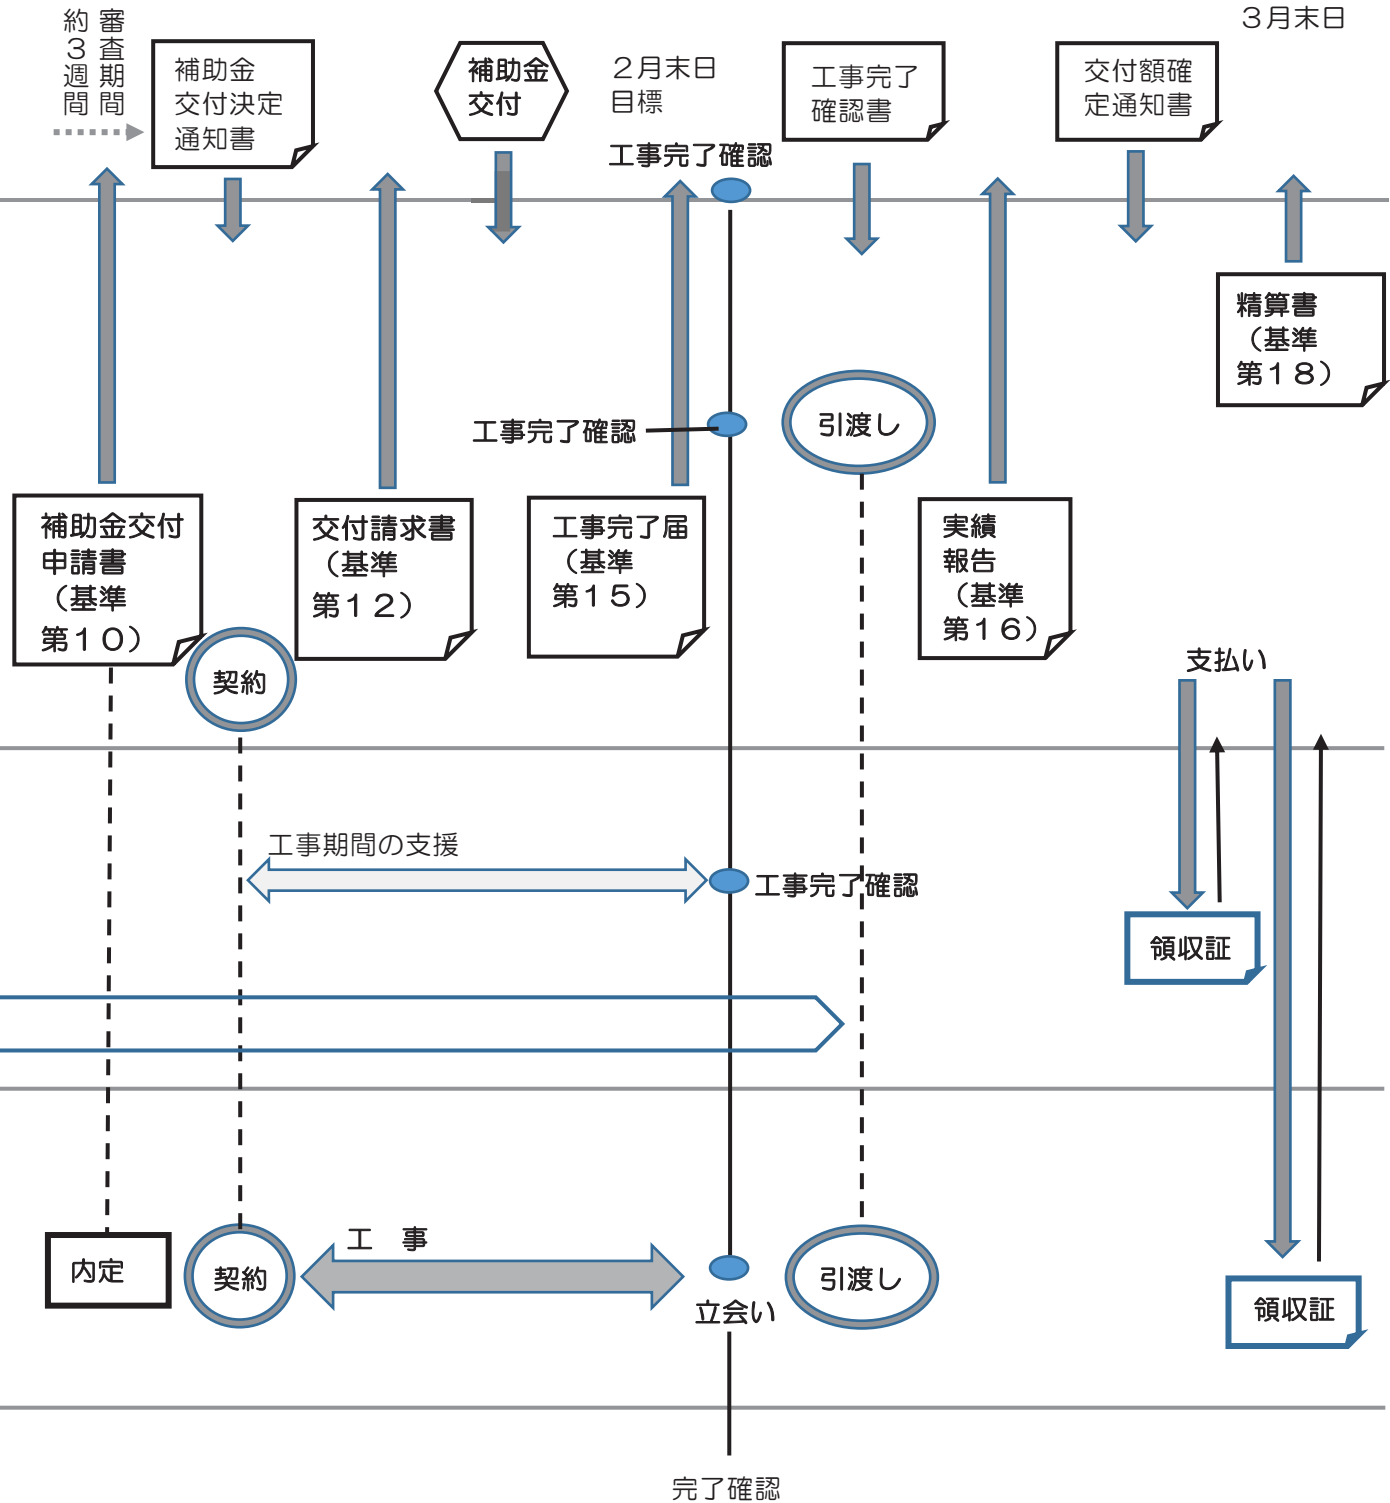 審査期間
約３週間
補助金
交付決定
通知書
補助金
交付
２月末日
目標
工事完了確認
工事完了
確認書
交付額確
定通知書
３月末日
精算書
（基準
第１８）
工事完了確認
引渡し
補助金交付
申請書
（基準
第１０）
交付請求書
（基準
第１２）
工事完了届
（基準
第１５）
実績
報告
（基準
第１６）
契約
支払い
工事期間の支援
工事完了確認
領収証
内定
契約
工　事
立会い
引渡し
領収証
完了確認